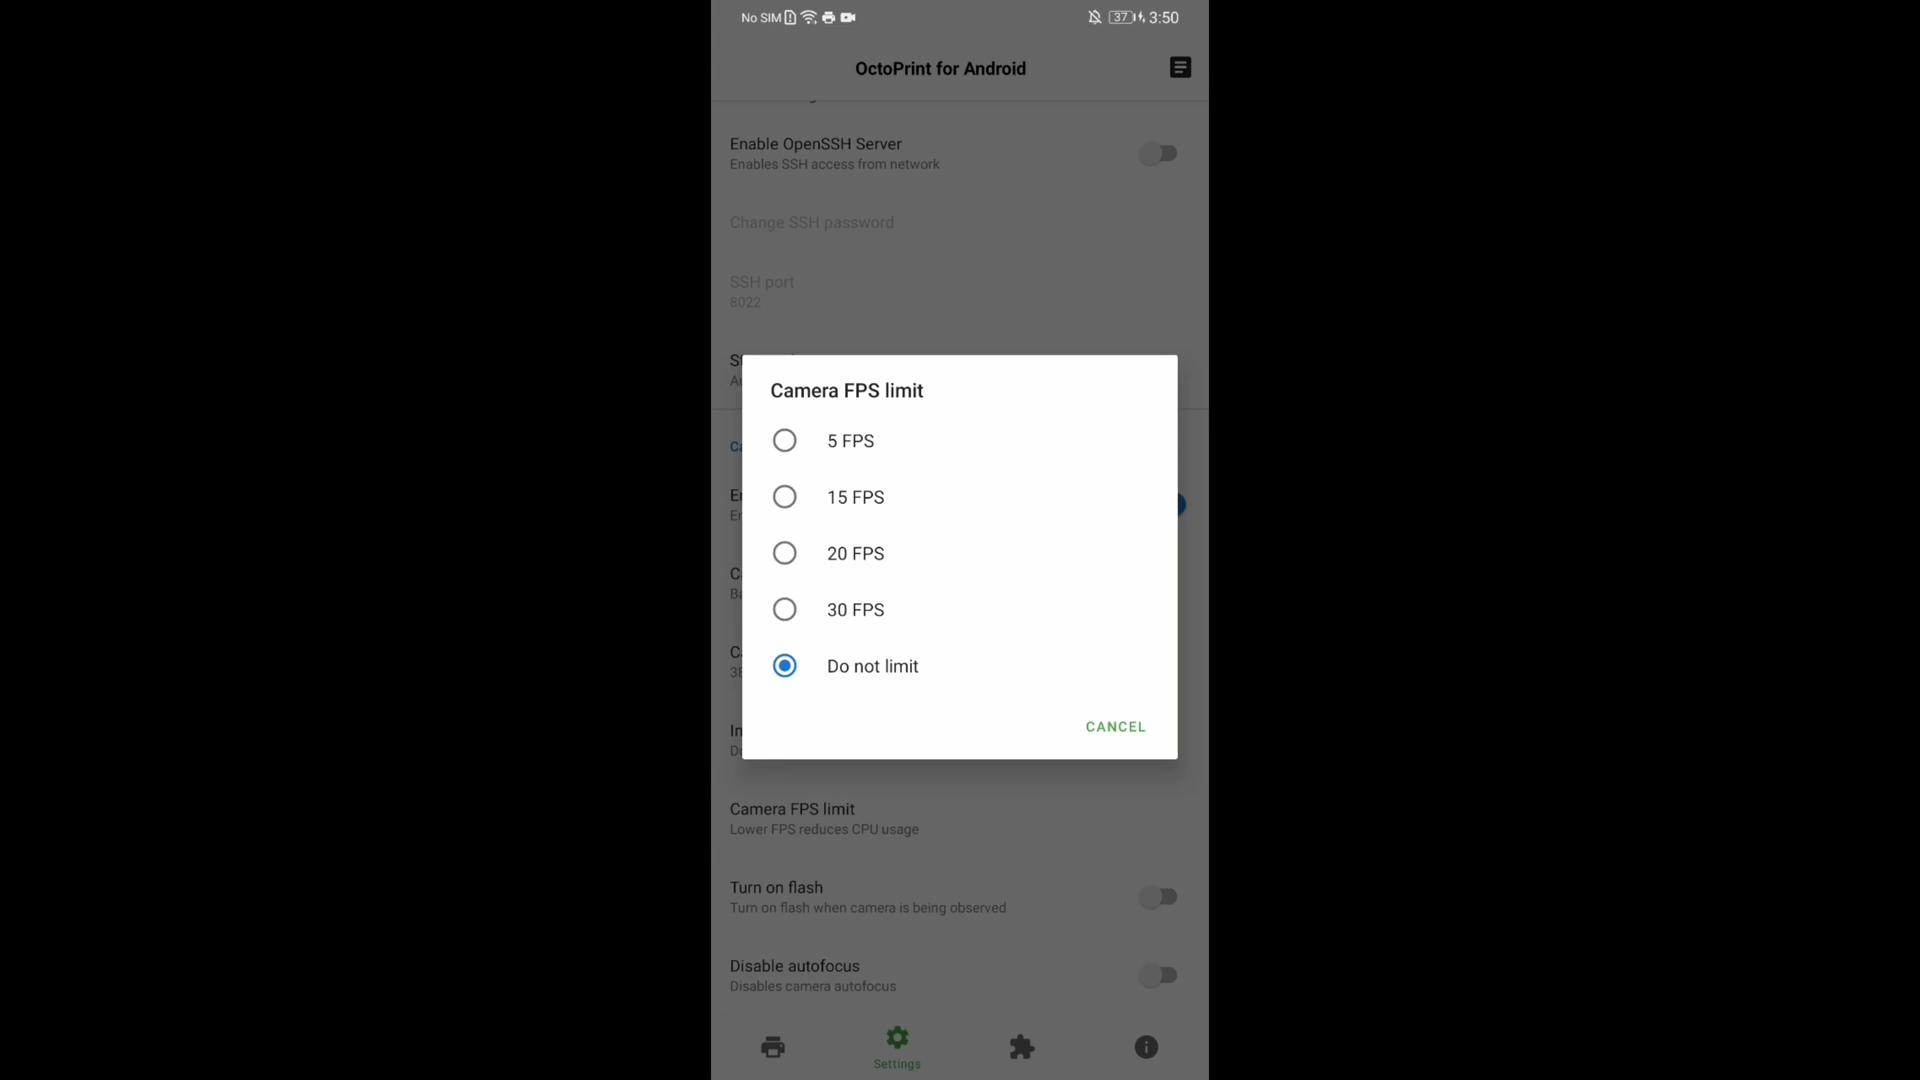 No SIM 37 3:50
OctoPrint for Android
Enable OpenSSH Server
Enables SSH access from network
Change SSH password
SSH port
8022
Camera FPS limit
5 FPS
15 FPS
20 FPS
30 FPS
Do not limit
CANCEL
Camera FPS limit
Lower FPS reduces CPU usage
Turn on flash
Turn on flash when camera is being observed
Disable autofocus
Disables camera autofocus
Settings